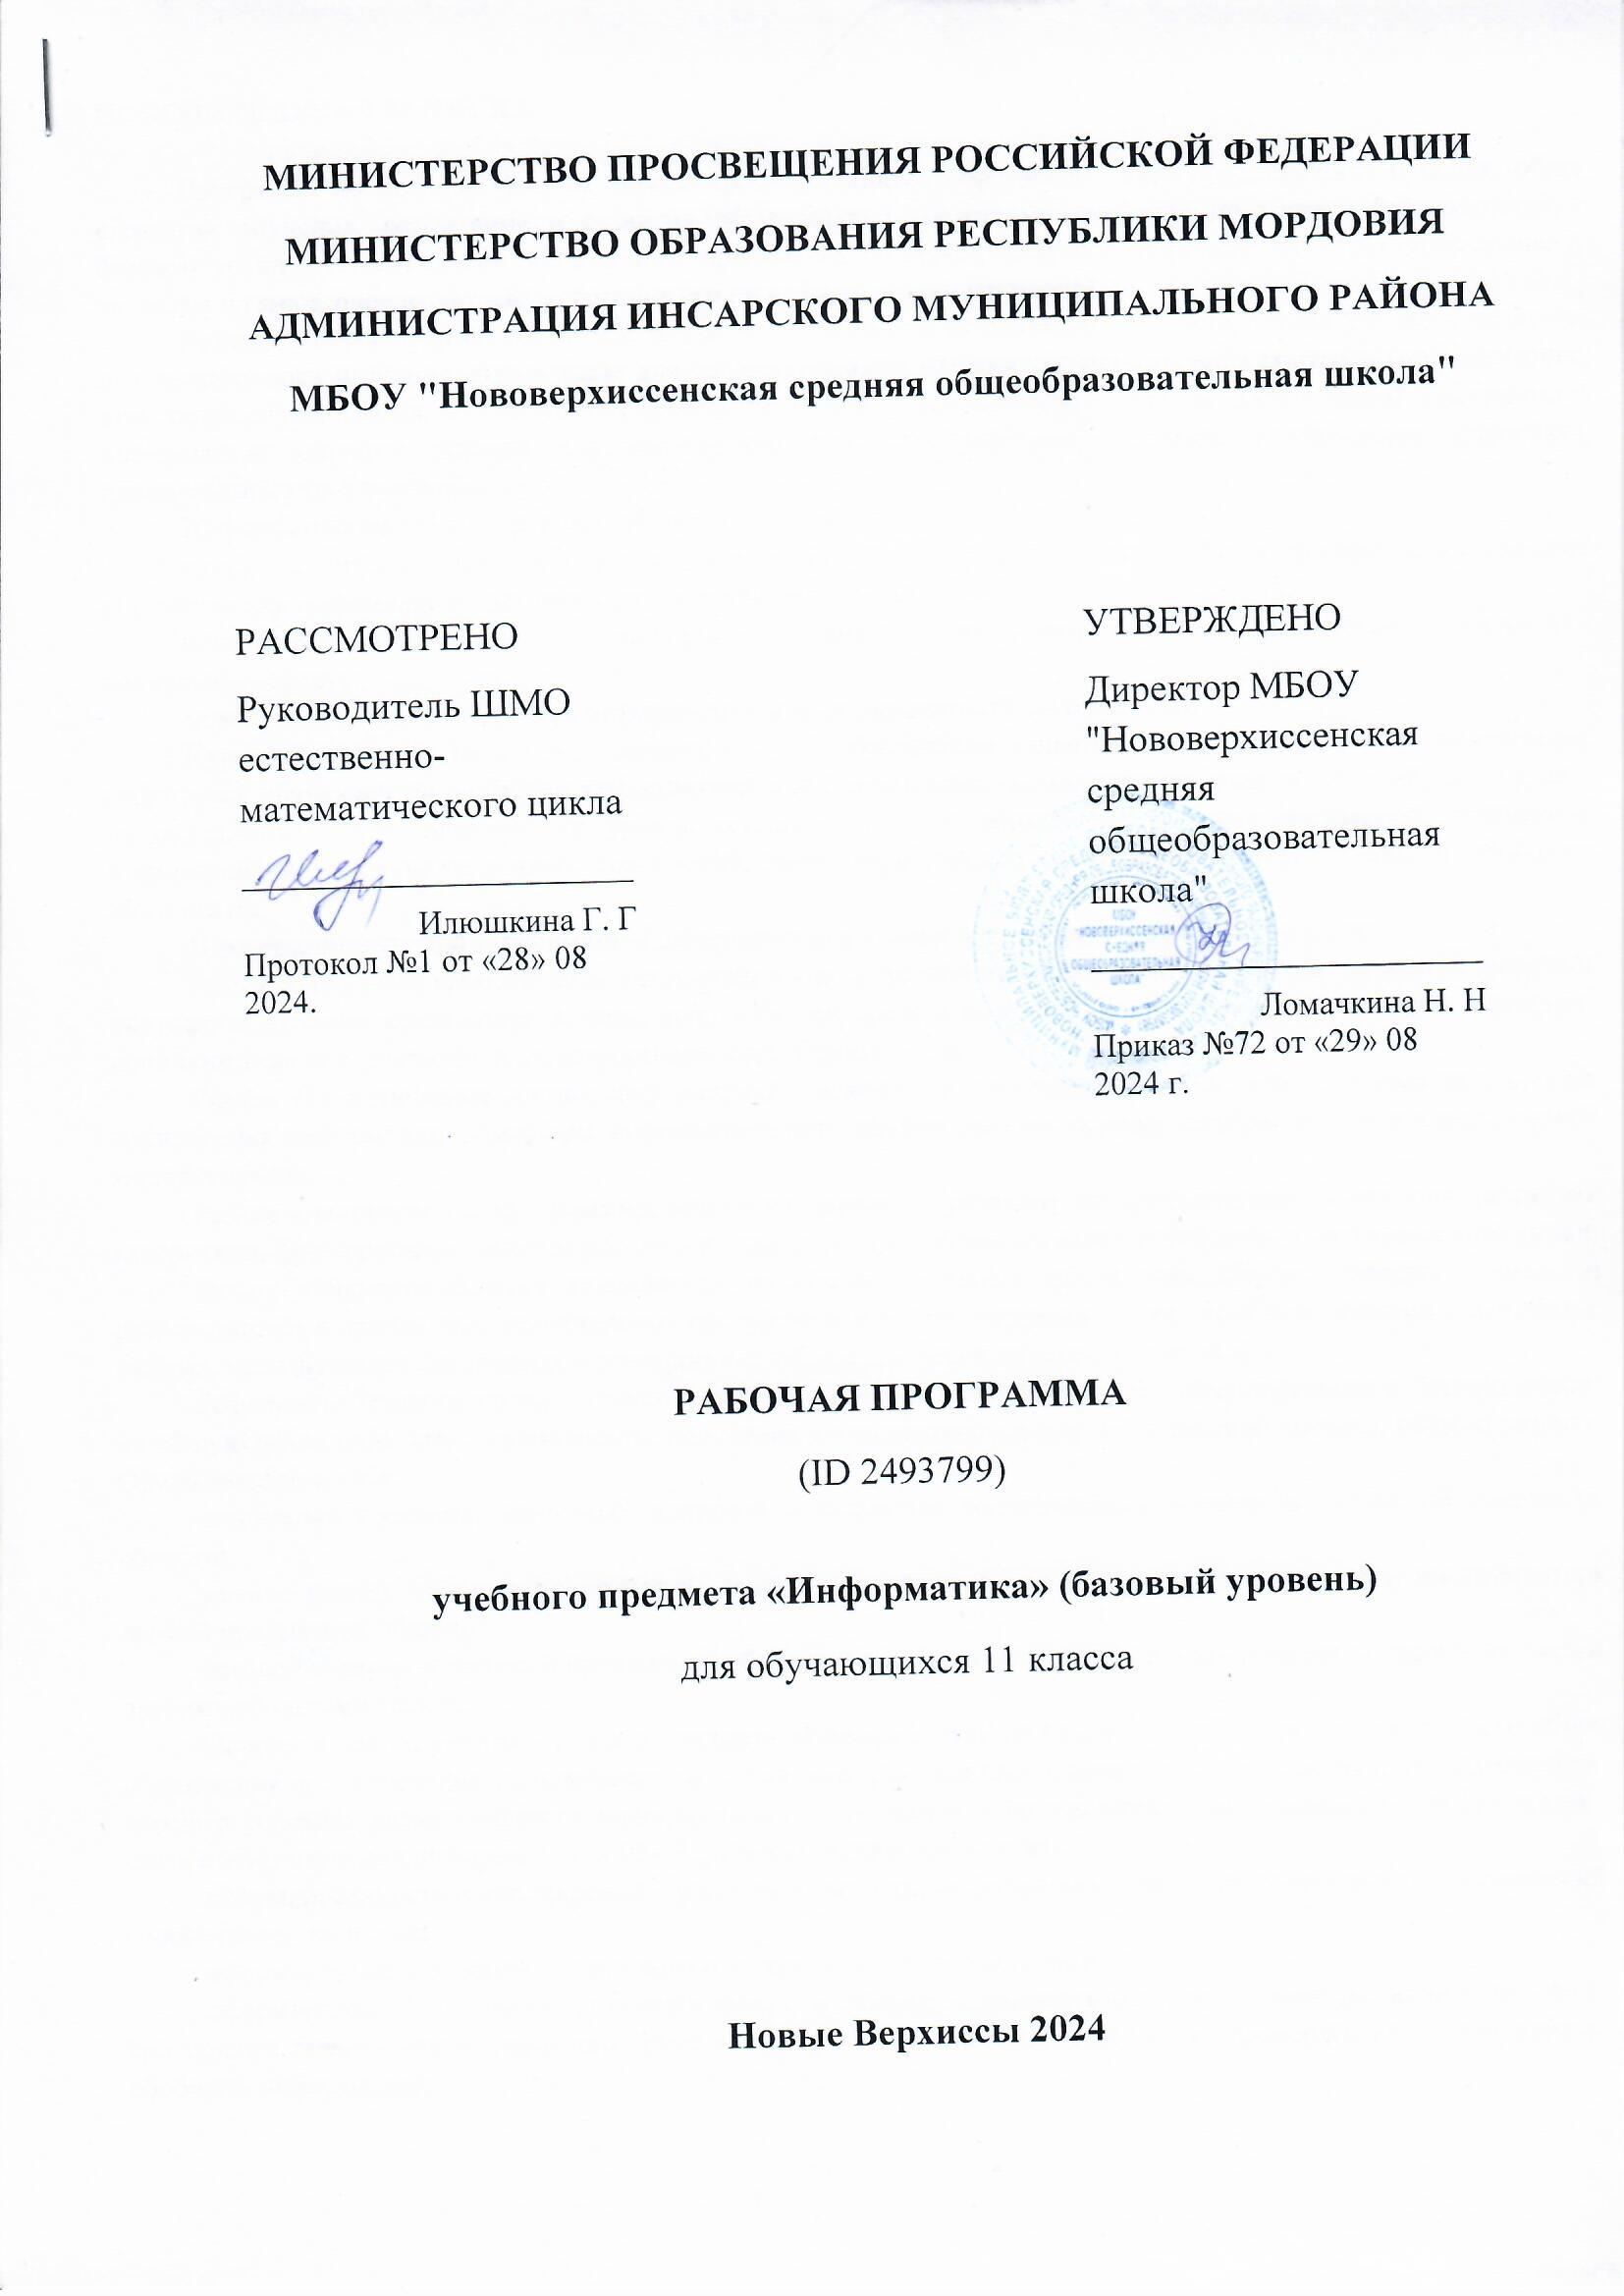 МИНИСТЕРСТВО ПРОСВЕЩЕНИЯ РОССИЙСКОЙ ФЕДЕРАЦИИ
МИНИСТЕРСТВО ОБРАЗОВАНИЯ РЕСПУБЛИКИ МОРДОВИЯ
АДМИНИСТРАЦИЯ ИНСАРСКОГО МУНИЦИПАЛЬНОГО РАЙОНА
МБОУ "Нововерхиссенская средняя общеобразовательная школа"
РАССМОТРЕНО
Руководитель ШМО
естественно-
математического цикла
Илюшкина Г. Г
Протокол №1 от «28» 08
2024.
УТВЕРЖДЕНО
Директор МБОУ
"Нововерхиссенская
средняя
общеобразовательная
школа"
Ломачкина Н. Н
Приказ №72 от «29» 08
2024 г.
РАБОЧАЯ ПРОГРАММА
(ID 2493799)
учебного предмета «Информатика» (базовый уровень)
для обучающихся 11 класса
Новые Верхиссы 2024